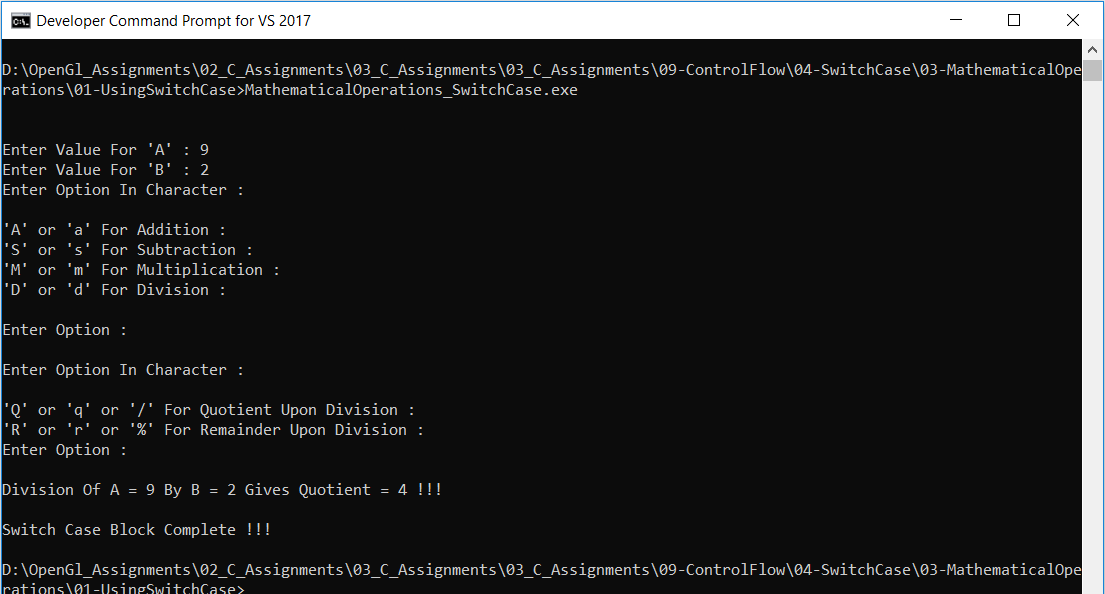 Developer Command Prompt for VS 2017
D:\OpenGl_Assignments\02_C_Assignments\03_C_Assignments\03_C_Assignments\09-ControlFlow\04-SwitchCase\03-MathematicalOpe
rations\01-UsingSwitchCase>MathematicalOperations_SwitchCase.exe
Enter Value For 'A' : 9
Enter Value For 'B' : 2
Enter Option In Character :
'A' or 'a' For Addition :
'S' or 's' For Subtraction :
'M' or 'm' For Multiplication :
'D' or 'd' For Division :
Enter Option :
Enter Option In Character :
'Q' or 'q' or '/' For Quotient Upon Division :
'R' or 'r' or '%' For Remainder Upon Division :
Enter Option :
Division Of A = 9 By B = 2 Gives Quotient = 4 !!!
Switch Case Block Complete !!!
D:\OpenGl_Assignments\02_C_Assignments\03_C_Assignments\03_C_Assignments\09-ControlFlow\04-SwitchCase\03-MathematicalOpe
rations\01-UsingSwitchCase>